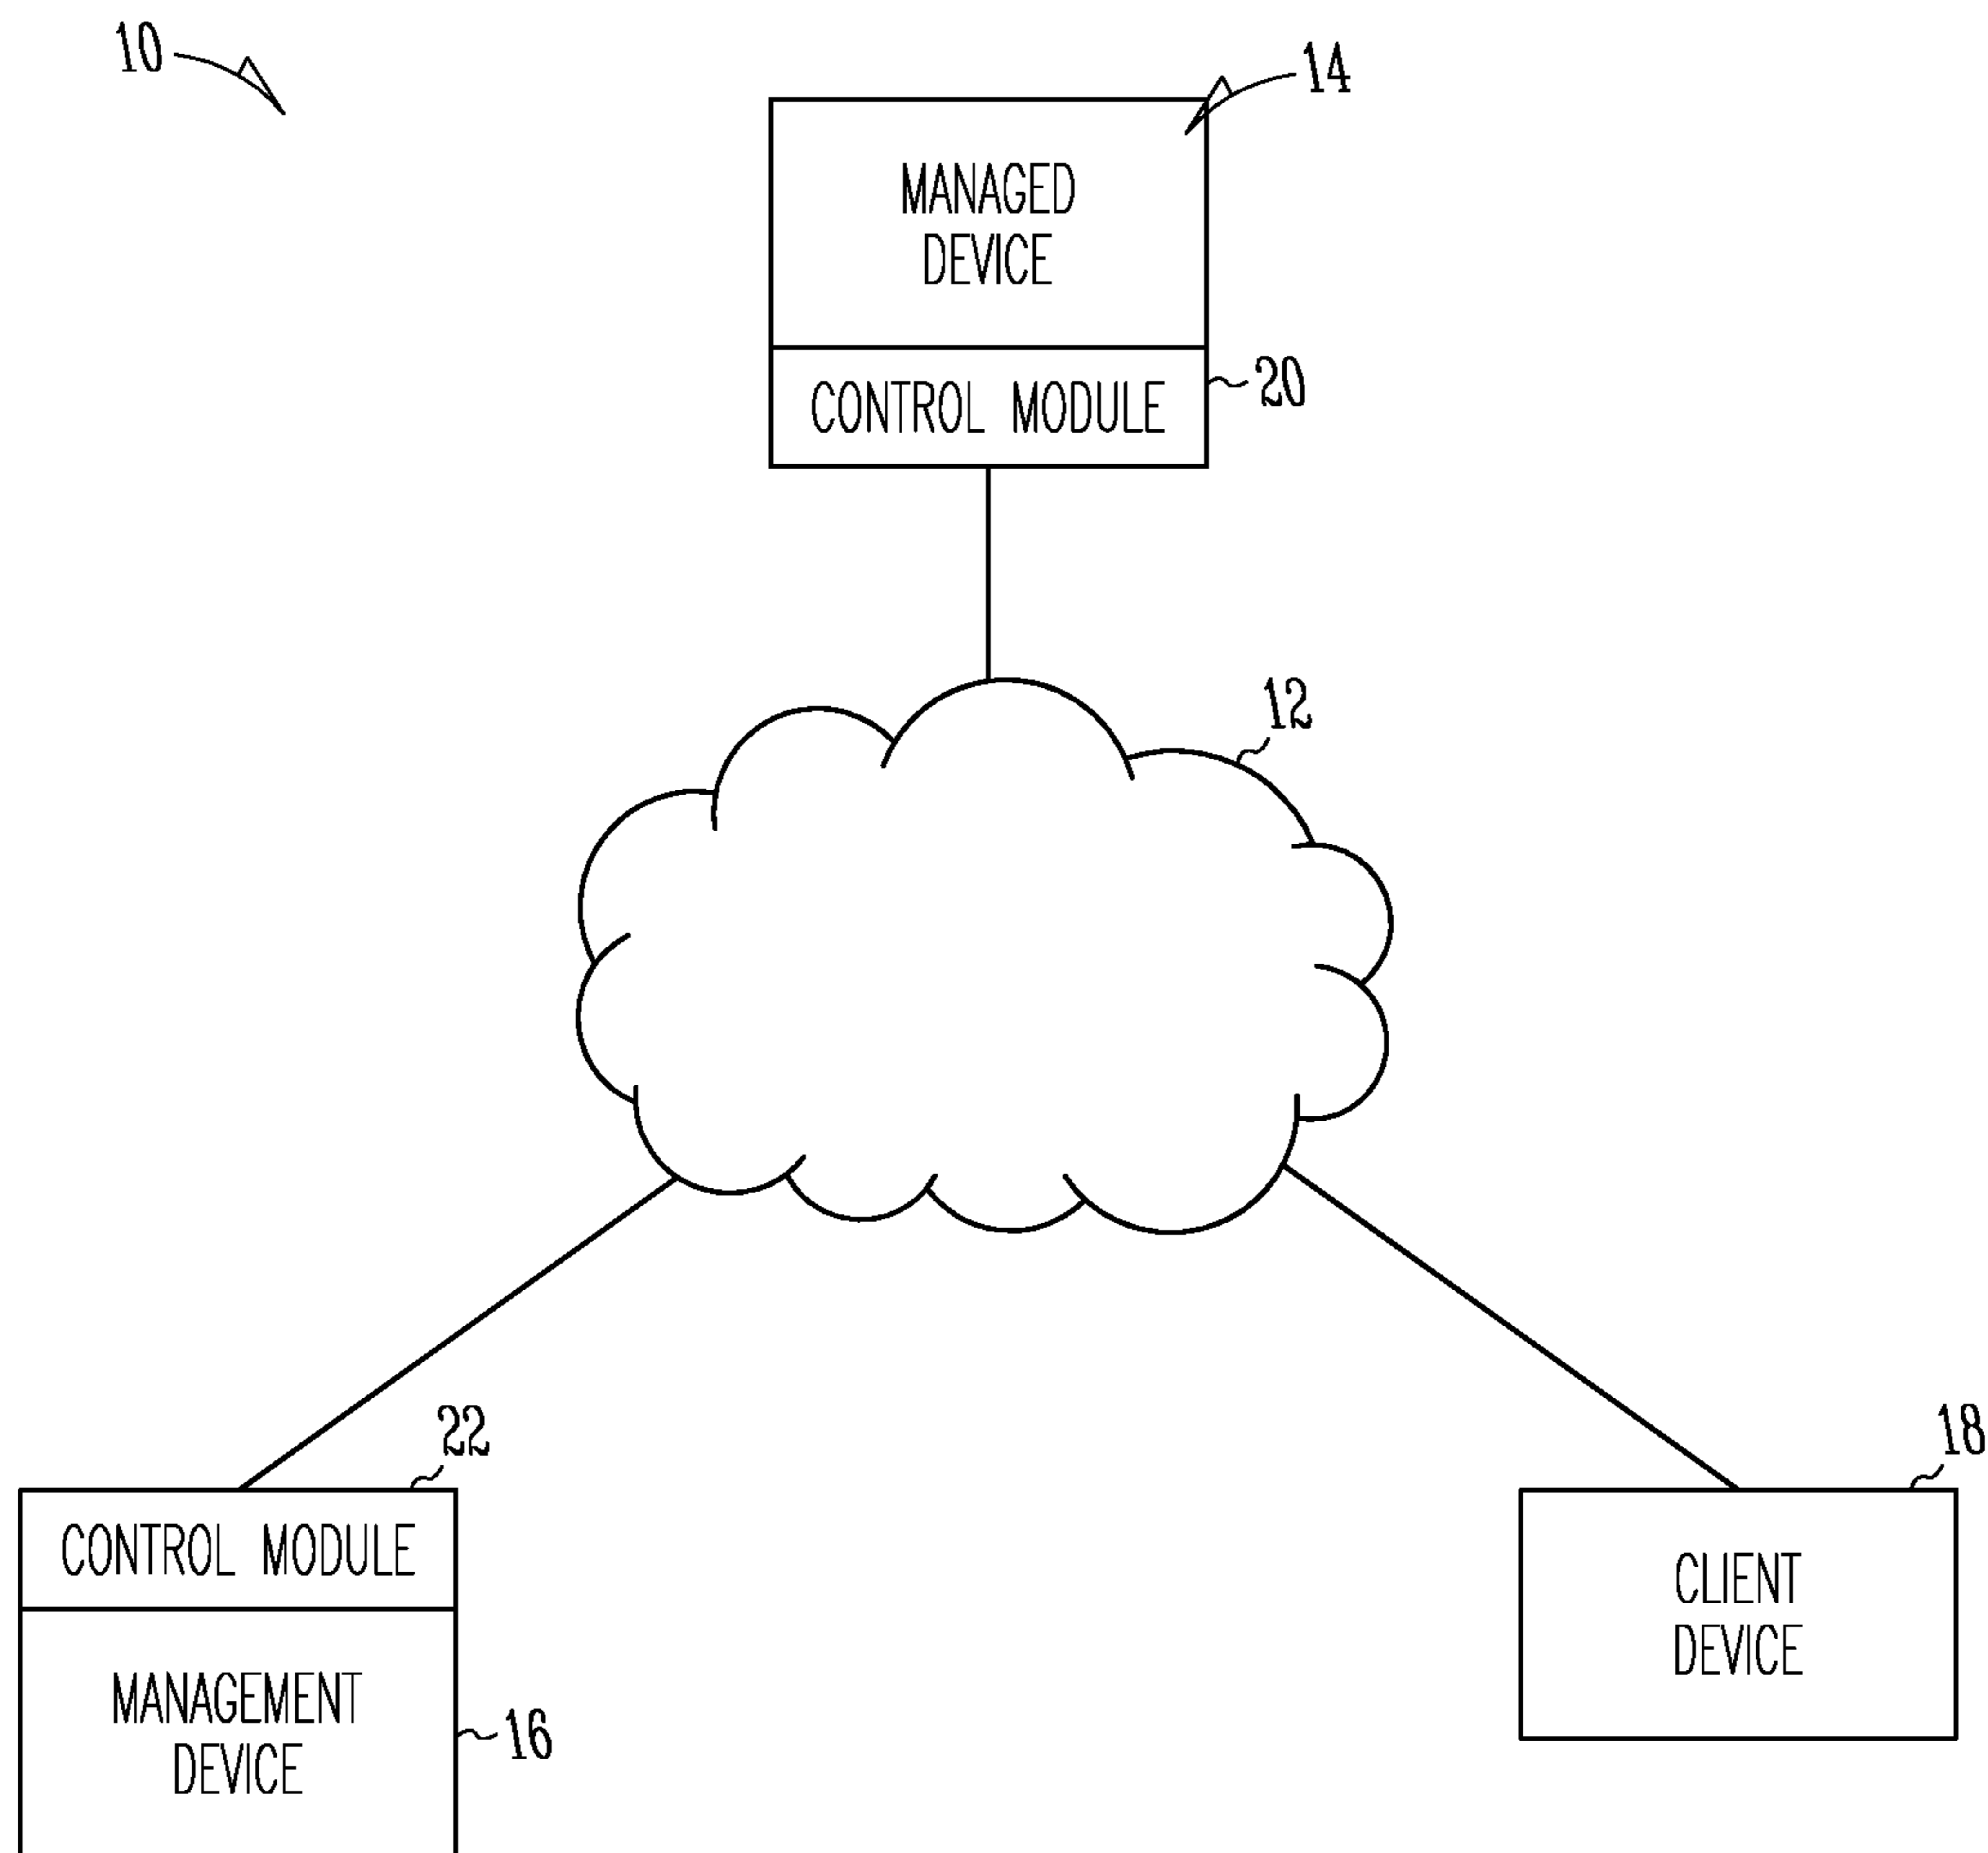 10
14
MANAGED
DEVICE
20
CONTROL MODULE
12
22
18
CONTROL MODULE
CLIENT
DEVICE
MANAGEMENT
DEVICE
16